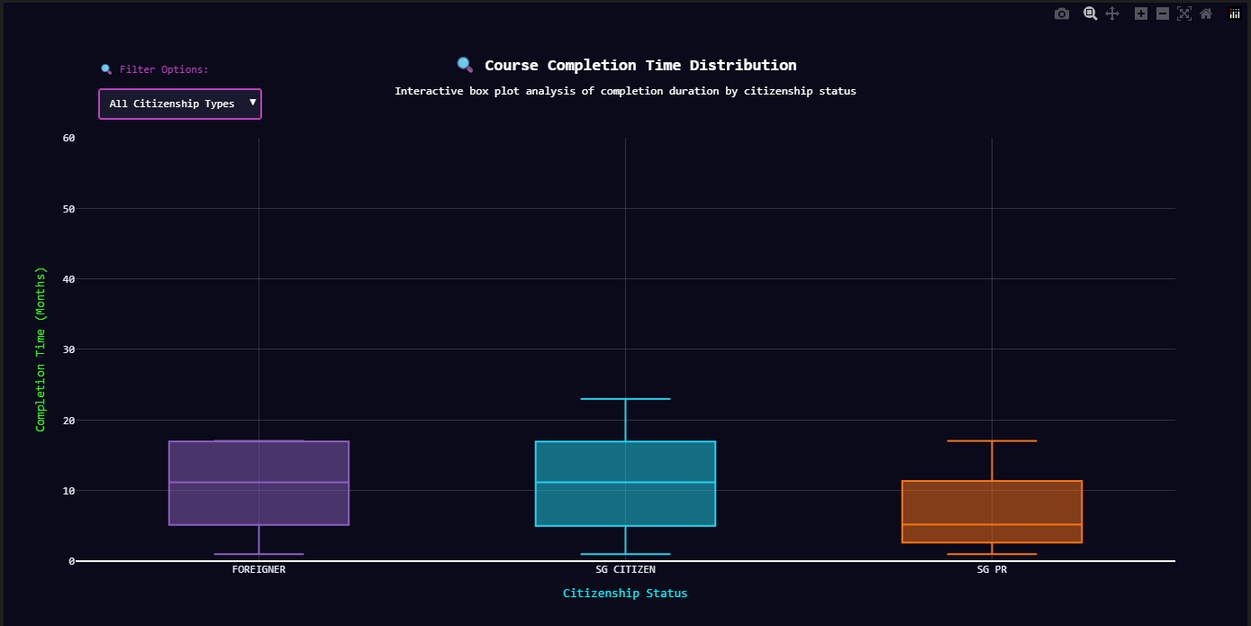 Filter Options:
Course Completion Time Distribution
Interactive box plot analysis of completion duration by citizenship status
All Citizenship Types ▼
60
50
40
30
20
10
0
Completion Time (Months)
FOREIGNER
SG CITIZEN
SG PR
Citizenship Status